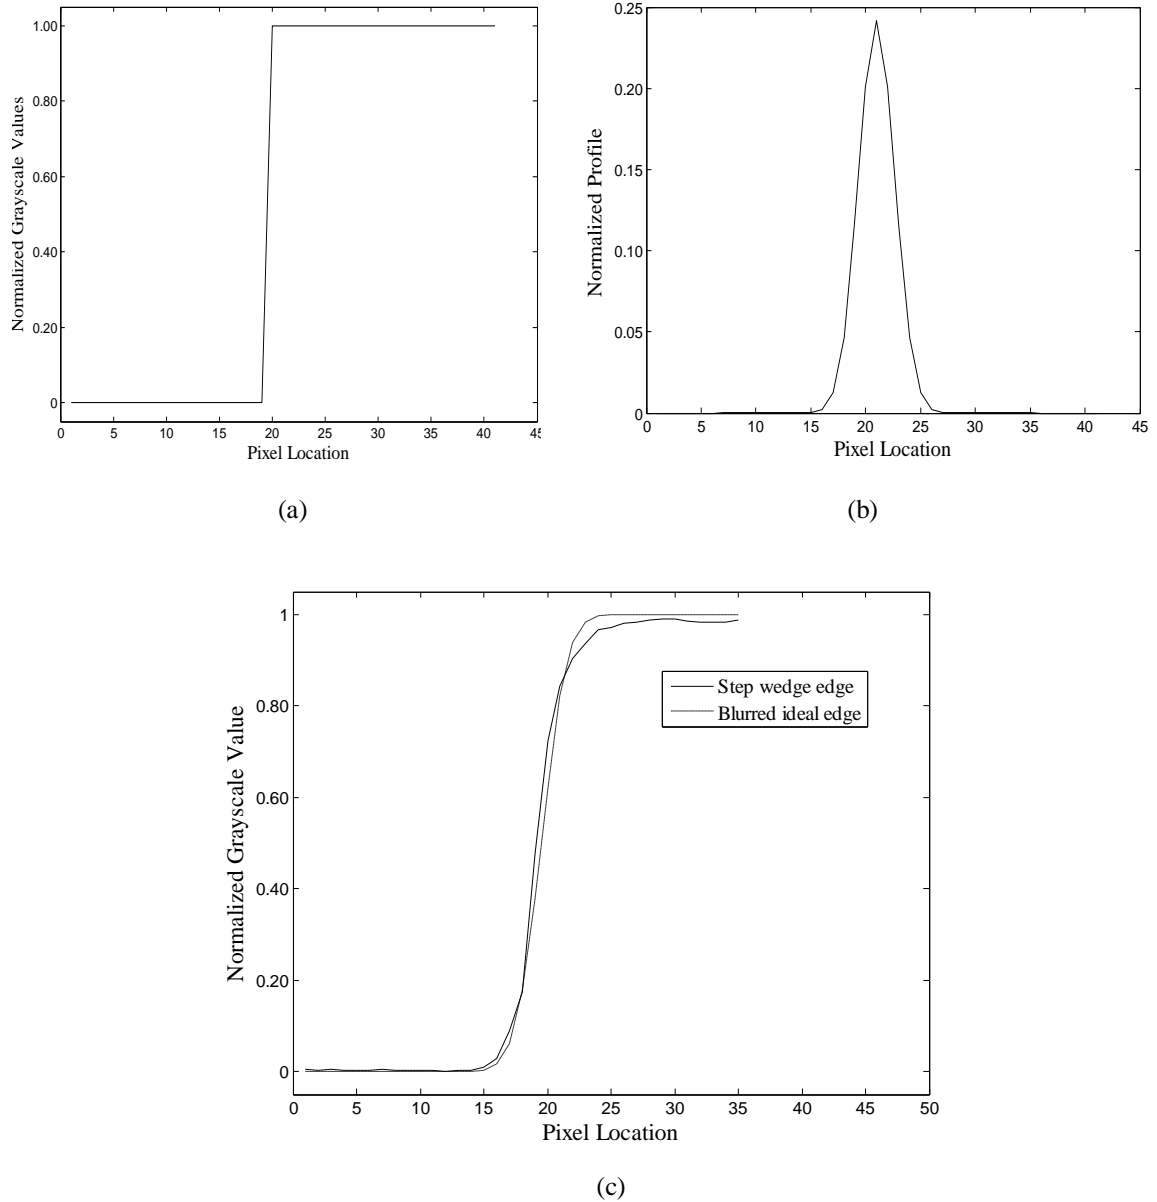 1.00
0.80
0.60
0.40
0.20
0
0 5 10 15 20 25 30 35 40 45
Normalized Grayscale Values
Pixel Location
(a)
0.25
0.20
0.15
0.10
0.05
0
0 5 10 15 20 25 30 35 40 45
Normalized Profile
Pixel Location
(b)
1
0.80
0.60
0.40
0.20
0
0 5 10 15 20 25 30 35 40 45 50
Normalized Grayscale Value
Step wedge edge
Blurred ideal edge
Pixel Location
(c)